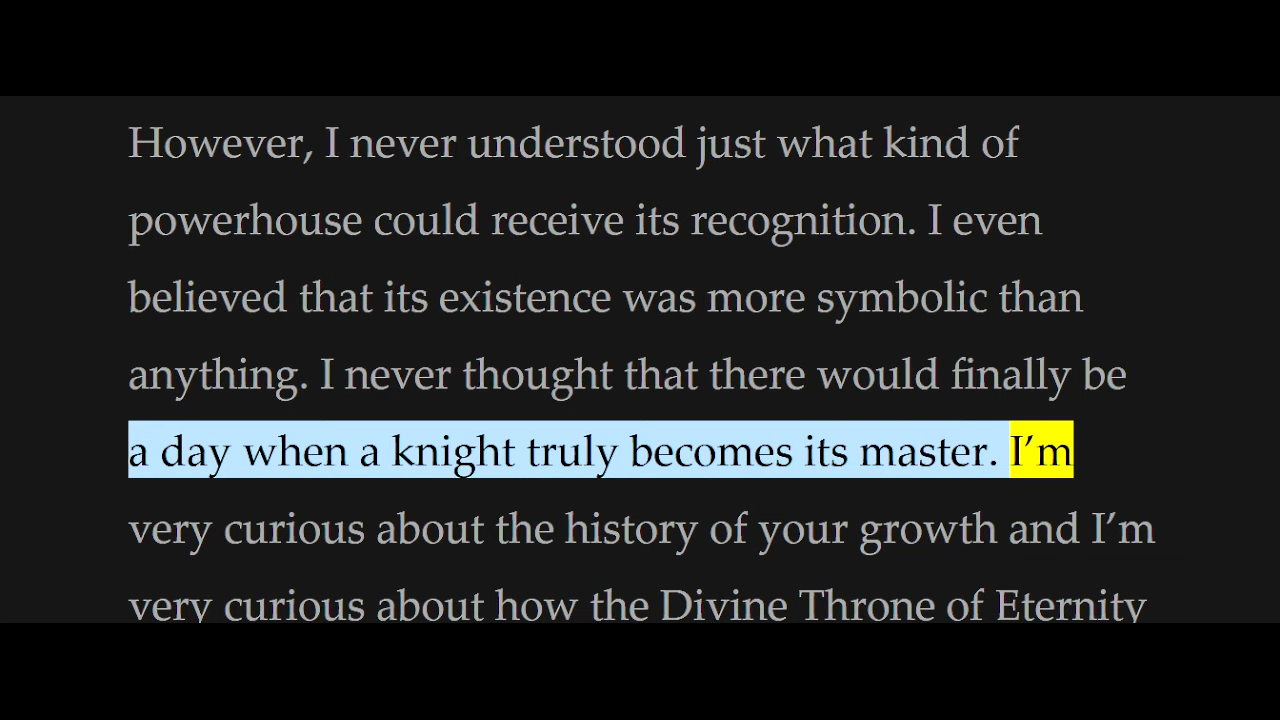 However, I never understood just what kind of
powerhouse could receive its recognition. I even
believed that its existence was more symbolic than
anything. I never thought that there would finally be
a day when a knight truly becomes its master. I’m
very curious about the history of your growth and I’m
very curious about how the Divine Throne of Eternity